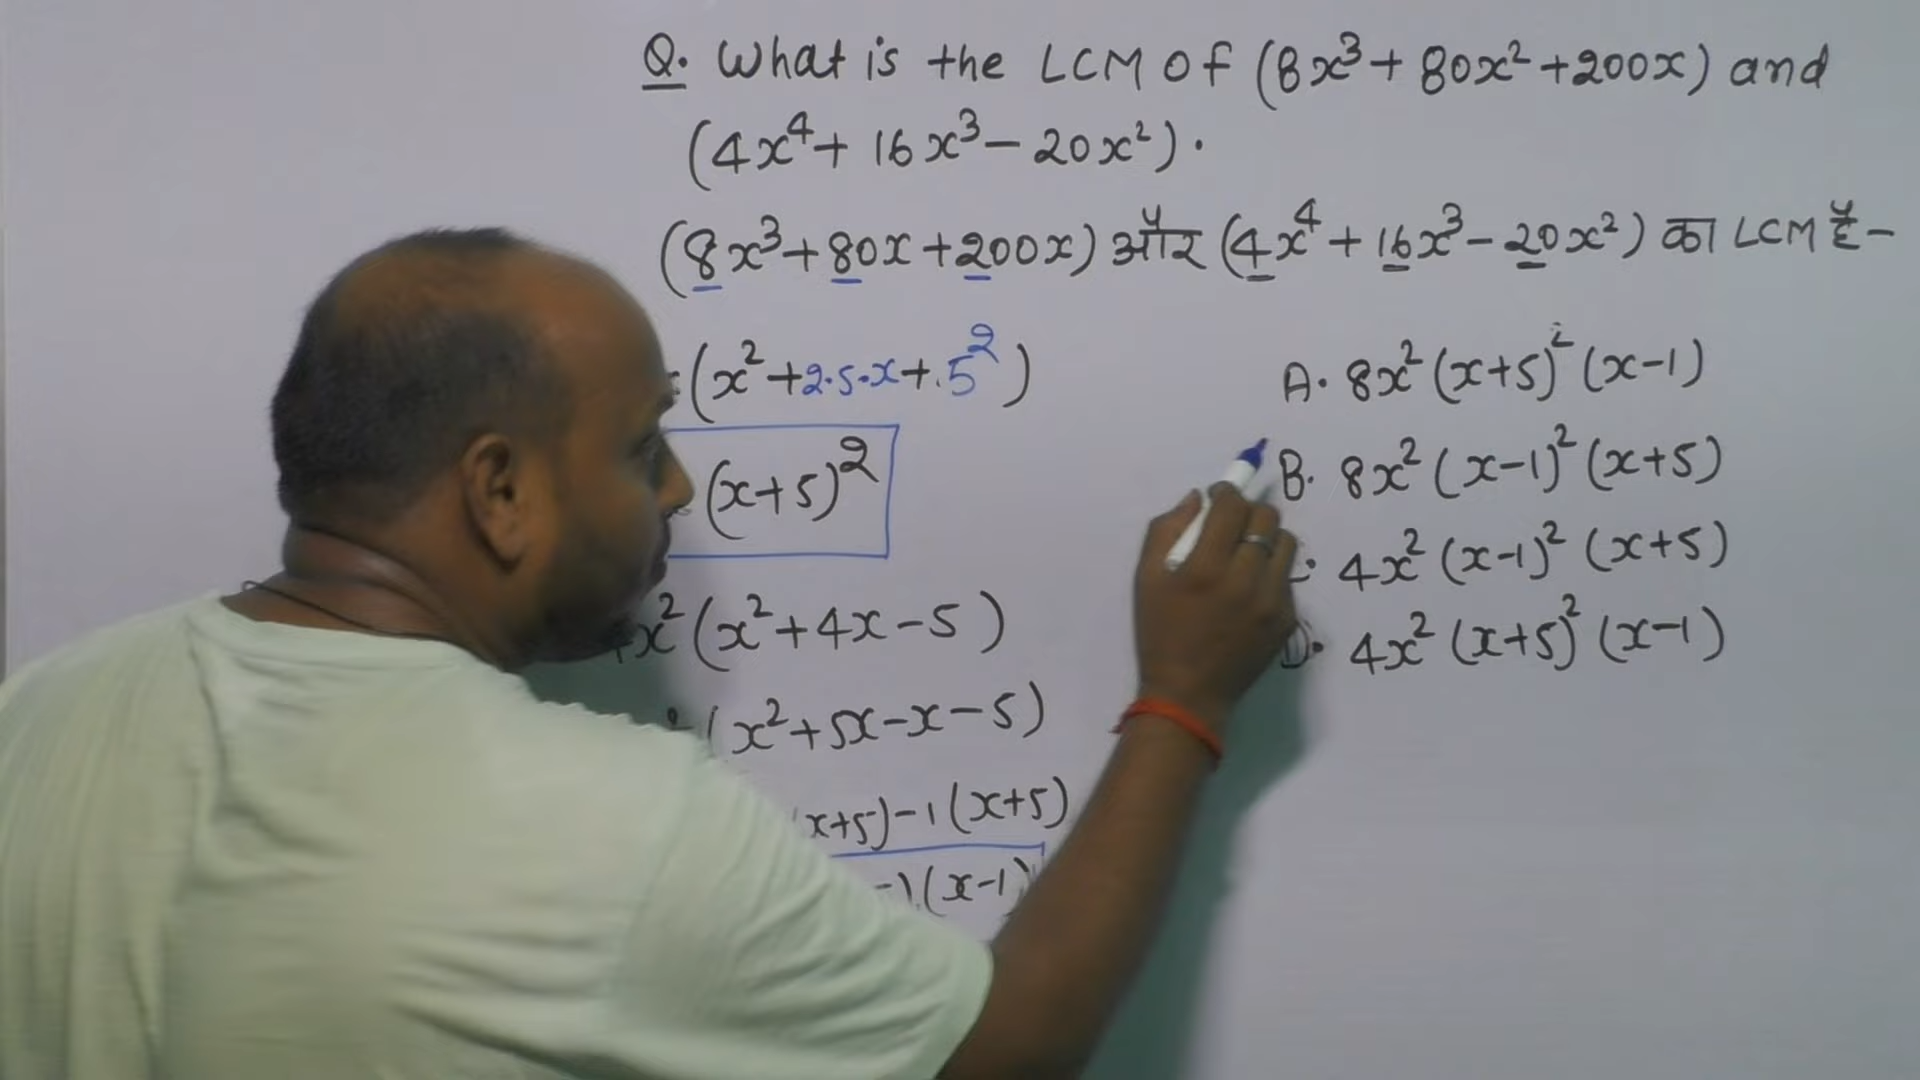 Q. What is the LCM of (8x³ + 80x² + 200x) and
(4x⁴ + 16x³ - 20x²).
(8x³ + 80x + 200x) और (4x⁴ + 16x³ - 20x²) का LCM है -
(x² + 2·5·x + 5²)
(x+5)²
x² (x² + 4x - 5)
(x² + 5x - x - 5)
x+5) - 1 (x+5)
(x-1)
A. 8x² (x+5)² (x-1)
B. 8x² (x-1)² (x+5)
4x² (x-1)² (x+5)
D. 4x² (x+5)² (x-1)